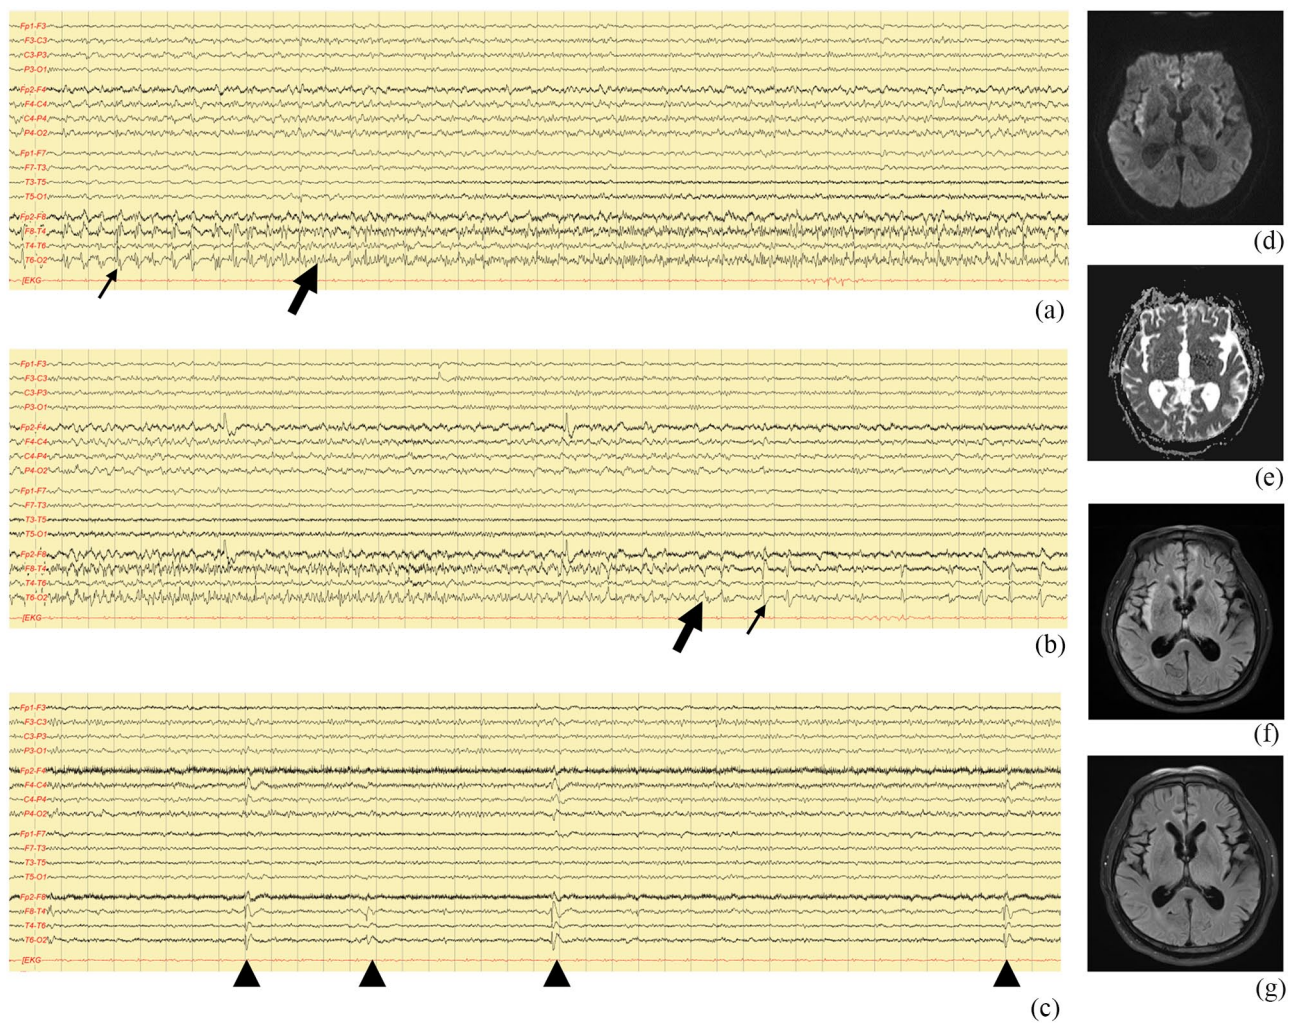 Fp1-F3
F3-C3
C3-P3
P3-O1
Fp2-F4
F4-C4
C4-P4
P4-O2
Fp1-F7
F7-T3
T3-T5
T5-O1
Fp2-F8
F8-T4
T4-T6
T6-O2
[EKG
(a)
Fp1-F3
F3-C3
C3-P3
P3-O1
Fp2-F4
F4-C4
C4-P4
P4-O2
Fp1-F7
F7-T3
T3-T5
T5-O1
Fp2-F8
F8-T4
T4-T6
T6-O2
[EKG
(b)
Fp1-F3
F3-C3
C3-P3
P3-O1
Fp2-F4
F4-C4
C4-P4
P4-O2
Fp1-F7
F7-T3
T3-T5
T5-O1
Fp2-F8
F8-T4
T4-T6
T6-O2
[EKG
(c)
(d)
(e)
(f)
(g)